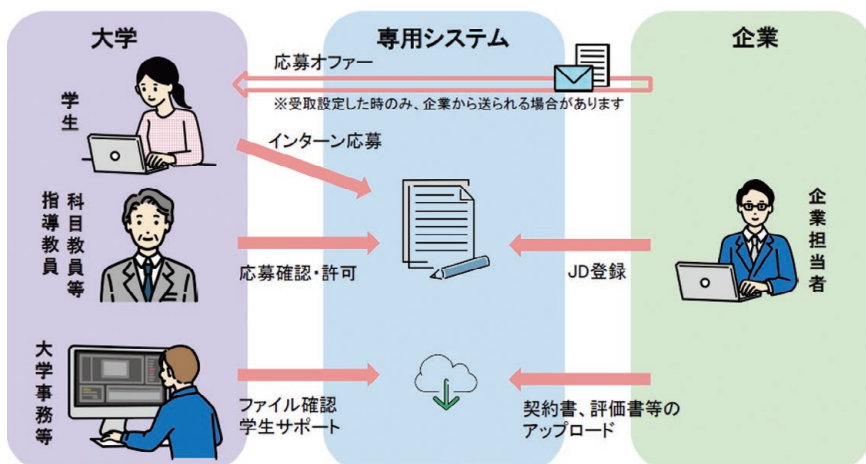 大学
専用システム
企業
応募オファー
※受取設定した時のみ、企業から送られる場合があります
学生
インターン応募
科目教員等
指導教員
応募確認・許可
JD登録
企業担当者
大学事務等
ファイル確認
学生サポート
契約書、評価書等の
アップロード